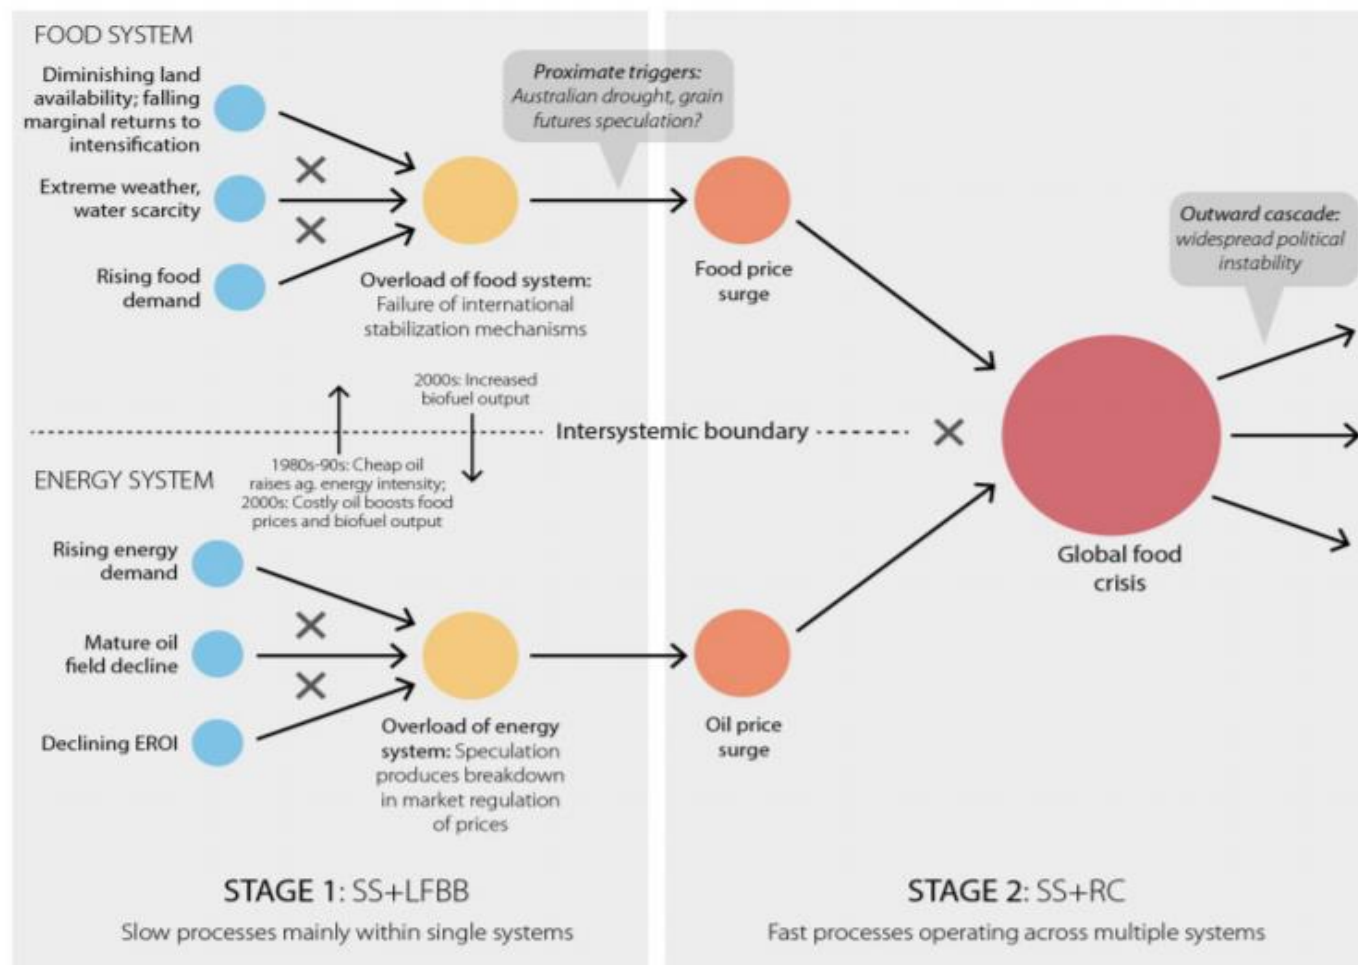 FOOD SYSTEM
Diminishing land
availability; falling
marginal returns to
intensification
Extreme weather,
water scarcity
Rising food
demand
Overload of food system:
Failure of international
stabilization mechanisms
Proximate triggers:
Australian drought, grain
futures speculation?
Food price
surge
Outward cascade:
widespread political
instability
2000s: Increased
biofuel output
Intersystemic boundary
1980s-90s: Cheap oil
raises ag. energy intensity;
2000s: Costly oil boosts food
prices and biofuel output
ENERGY SYSTEM
Rising energy
demand
Mature oil
field decline
Declining EROI
Overload of energy
system: Speculation
produces breakdown
in market regulation
of prices
Oil price
surge
Global food
crisis
STAGE 1: SS+LFBB
Slow processes mainly within single systems
STAGE 2: SS+RC
Fast processes operating across multiple systems